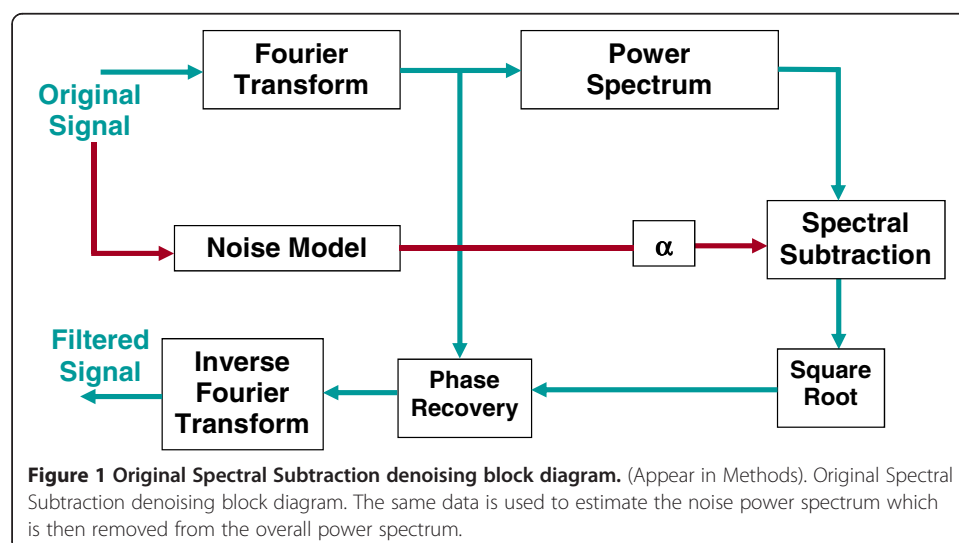 Fourier
Transform
Power
Spectrum
Original
Signal
Noise Model
α
Spectral
Subtraction
Filtered
Signal
Inverse
Fourier
Transform
Phase
Recovery
Square
Root
Figure 1 Original Spectral Subtraction denoising block diagram. (Appear in Methods). Original Spectral
Subtraction denoising block diagram. The same data is used to estimate the noise power spectrum which
is then removed from the overall power spectrum.